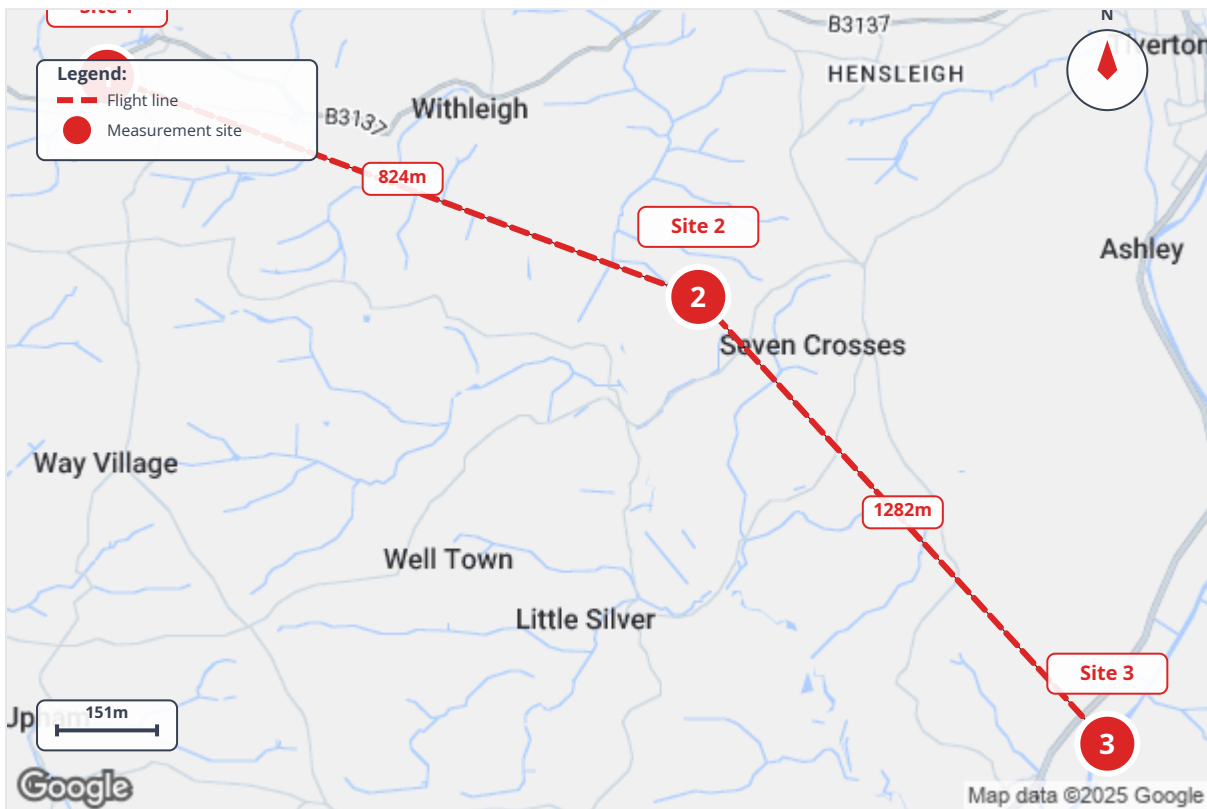 B3137
N
Tiverton
HENSLEIGH
Legend:
Flight line
Measurement site
B3137
Withleigh
824m
Site 2
2
Ashley
Seven Crosses
Way Village
1282m
Well Town
Little Silver
Site 3
3
151m
Google
Map data ©2025 Google